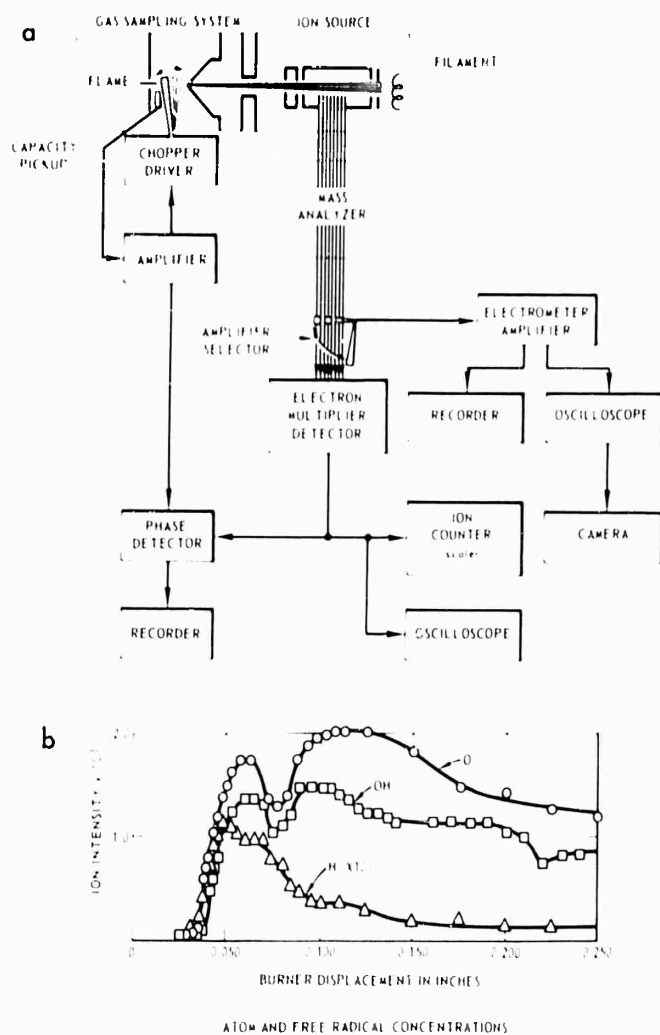 a
GAS SAMPLING SYSTEM
ION SOURCE
FLAME
FILAMENT
CAPACITY
PICKUP
CHOPPER
DRIVER
MASS
ANALYZER
AMPLIFIER
AMPLIFIER
SELECTOR
ELECTROMETER
AMPLIFIER
ELECTRON
MULTIPLIER
DETECTOR
RECORDER
OSCILLOSCOPE
PHASE
DETECTOR
ION
COUNTER
scaler
CAMERA
RECORDER
OSCILLOSCOPE
b
O
OH
ION INTENSITY
0.050
0.100
0.150
0.200
0.250
BURNER DISPLACEMENT IN INCHES
ATOM AND FREE RADICAL CONCENTRATIONS